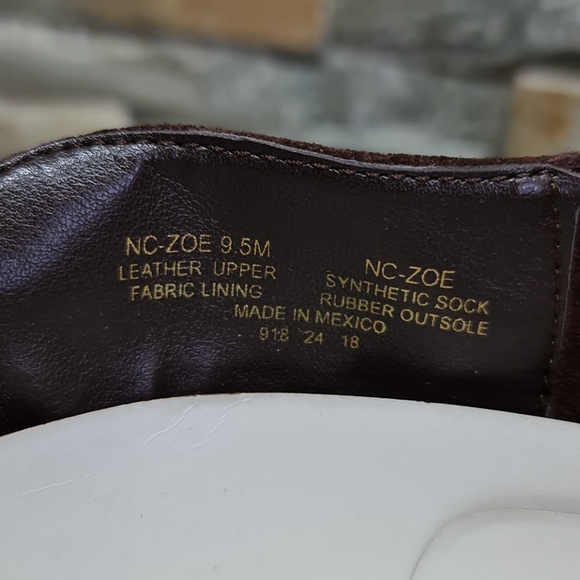 NC-ZOE 9.5M
LEATHER UPPER
FABRIC LINING
NC-ZOE
SYNTHETIC SOCK
RUBBER OUTSOLE
MADE IN MEXICO
918 24 18